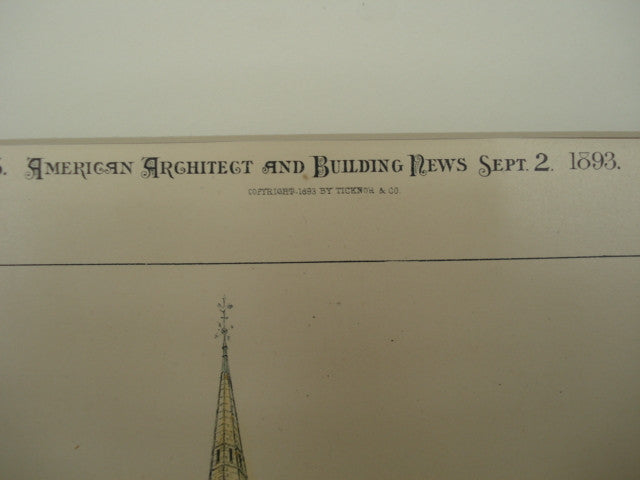 . AMERICAN ARCHITECT AND BUILDING NEWS SEPT. 2. 1893.
COPYRIGHT. 1893 BY TICKNOR & CO.